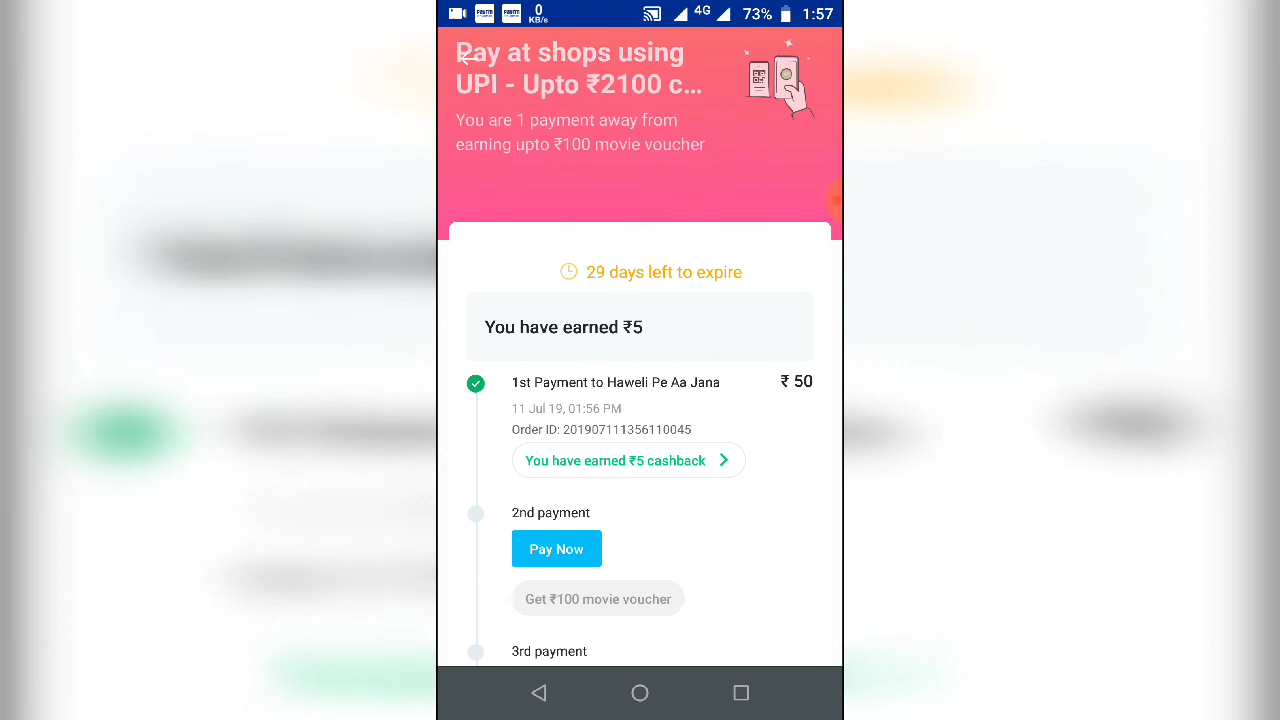 0
KB/s
4G
73%
1:57
Pay at shops using
UPI - Upto ₹2100 c...
You are 1 payment away from
earning upto ₹100 movie voucher
29 days left to expire
You have earned ₹5
1st Payment to Haweli Pe Aa Jana
₹ 50
11 Jul 19, 01:56 PM
Order ID: 201907111356110045
You have earned ₹5 cashback
2nd payment
Pay Now
Get ₹100 movie voucher
3rd payment